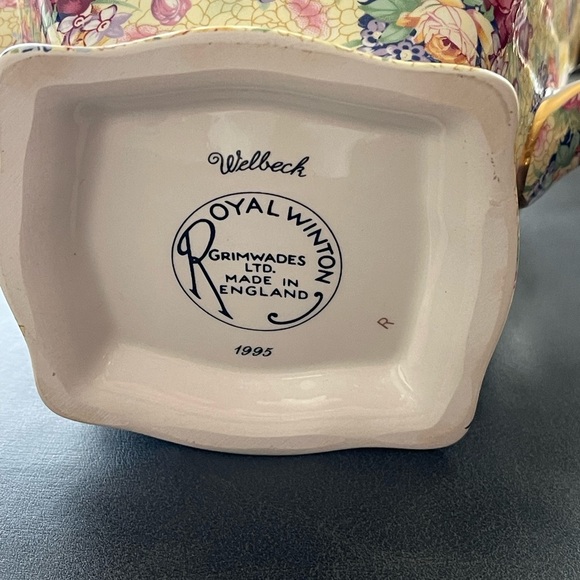 Welbeck
ROYAL WINTON
GRIMWADES
LTD.
MADE IN
ENGLAND
1995
R